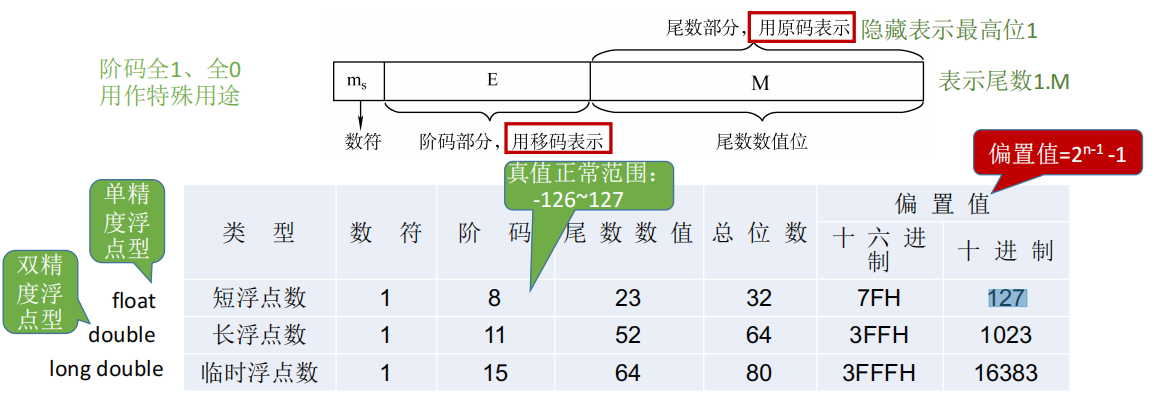 尾数部分，用原码表示 隐藏表示最高位1
阶码全1、全0
用作特殊用途
mₛ E M
表示尾数1.M
数符 阶码部分，用移码表示 尾数数值位
偏置值=2ⁿ⁻¹ -1
真值正常范围：
-126~127
单精
度浮
点型
双精
度浮
点型
类 型 数 符 阶 码 尾数数值 总位数 偏 置 值
十六进制 十进制
float 短浮点数 1 8 23 32 7FH 127
double 长浮点数 1 11 52 64 3FFH 1023
long double 临时浮点数 1 15 64 80 3FFFH 16383